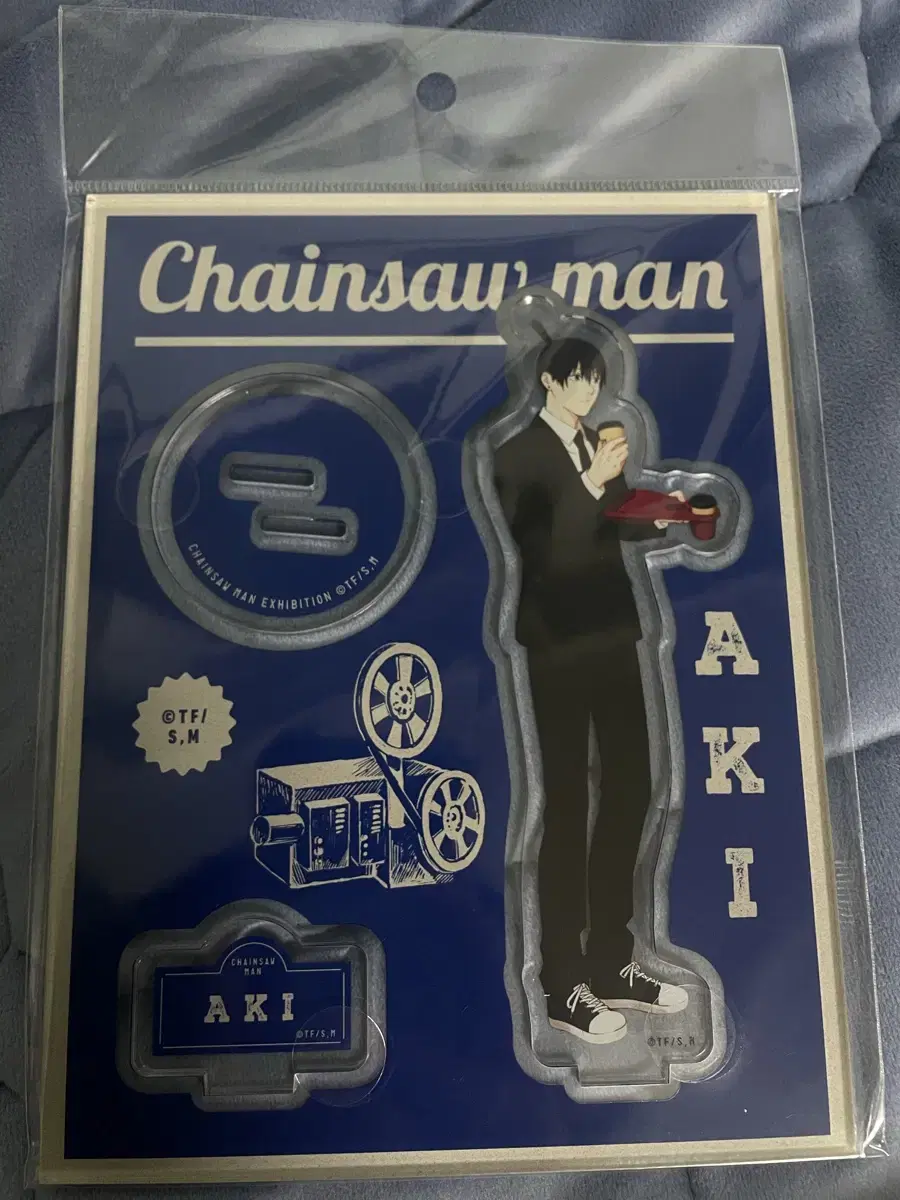 Chainsaw man
CHAINSAW MAN EXHIBITION ©TF/S,M
©TF/
S,M
A
K
I
CHAINSAW
MAN
AKI
©TF/S,M
©TF/S,M